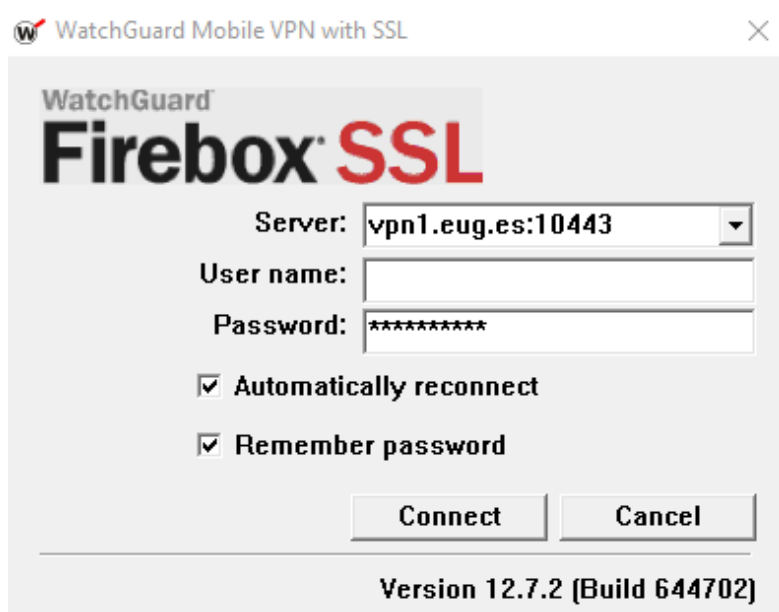 WatchGuard Mobile VPN with SSL
WatchGuard
Firebox SSL
Server: vpn1.eug.es:10443
User name:
Password: **********
Automatically reconnect
Remember password
Connect Cancel
Version 12.7.2 (Build 644702)